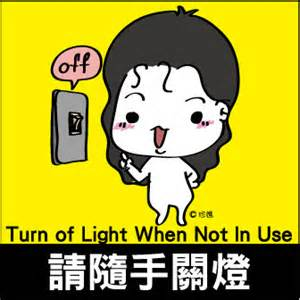 off
Turn of Light When Not In Use
請隨手關燈